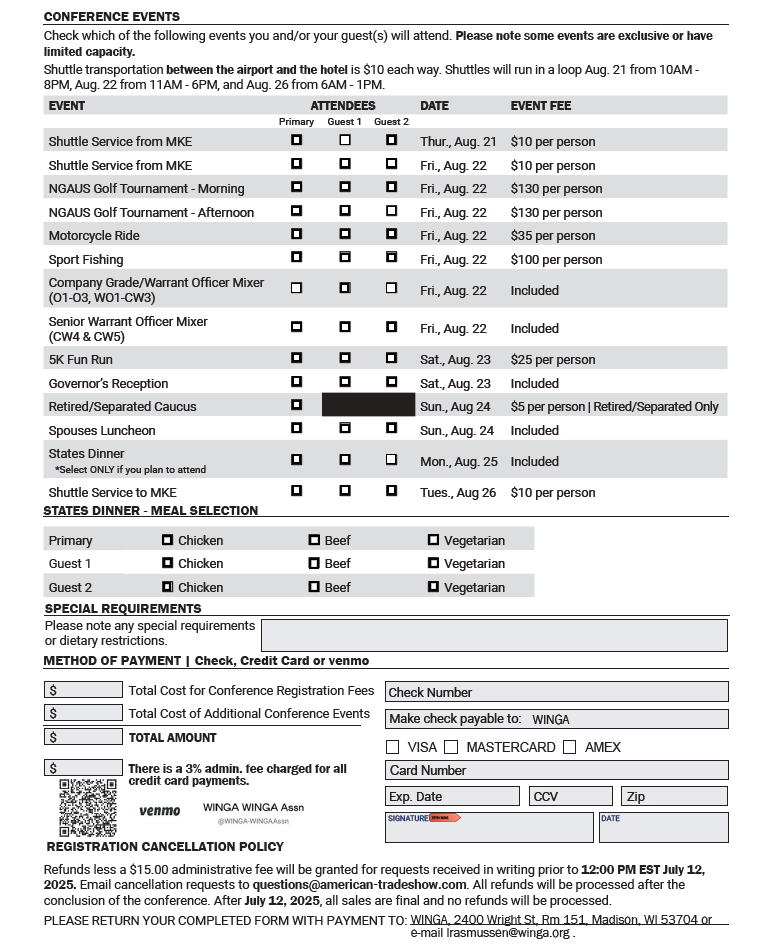 CONFERENCE EVENTS
Check which of the following events you and/or your guest(s) will attend. Please note some events are exclusive or have
limited capacity.
Shuttle transportation between the airport and the hotel is $10 each way. Shuttles will run in a loop Aug. 21 from 10AM -
8PM, Aug. 22 from 11AM - 6PM, and Aug. 26 from 6AM - 1PM.
EVENT ATTENDEES DATE EVENT FEE
Primary Guest 1 Guest 2
Shuttle Service from MKE Thur., Aug. 21 $10 per person
Shuttle Service from MKE Fri., Aug. 22 $10 per person
NGAUS Golf Tournament - Morning Fri., Aug. 22 $130 per person
NGAUS Golf Tournament - Afternoon Fri., Aug. 22 $130 per person
Motorcycle Ride Fri., Aug. 22 $35 per person
Sport Fishing Fri., Aug. 22 $100 per person
Company Grade/Warrant Officer Mixer
(O1-O3, WO1-CW3) Fri., Aug. 22 Included
Senior Warrant Officer Mixer
(CW4 & CW5) Fri., Aug. 22 Included
5K Fun Run Sat., Aug. 23 $25 per person
Governor's Reception Sat., Aug. 23 Included
Retired/Separated Caucus Sun., Aug 24 $5 per person | Retired/Separated Only
Spouses Luncheon Sun., Aug. 24 Included
States Dinner Mon., Aug. 25 Included
*Select ONLY if you plan to attend
Shuttle Service to MKE Tues., Aug 26 $10 per person
STATES DINNER - MEAL SELECTION
Primary Chicken Beef Vegetarian
Guest 1 Chicken Beef Vegetarian
Guest 2 Chicken Beef Vegetarian
SPECIAL REQUIREMENTS
Please note any special requirements
or dietary restrictions.
METHOD OF PAYMENT | Check, Credit Card or venmo
$ Total Cost for Conference Registration Fees Check Number
$ Total Cost of Additional Conference Events Make check payable to: WINGA
$ TOTAL AMOUNT
VISA MASTERCARD AMEX
$ There is a 3% admin. fee charged for all
credit card payments.
Card Number
Exp. Date CCV Zip
venmo WINGA WINGA Assn
@WINGA-WINGAAssn
SIGNATURE DATE
REGISTRATION CANCELLATION POLICY
Refunds less a $15.00 administrative fee will be granted for requests received in writing prior to 12:00 PM EST July 12,
2025. Email cancellation requests to questions@american-tradeshow.com. All refunds will be processed after the
conclusion of the conference. After July 12, 2025, all sales are final and no refunds will be processed.
PLEASE RETURN YOUR COMPLETED FORM WITH PAYMENT TO: WINGA, 2400 Wright St, Rm 151, Madison, WI 53704 or
e-mail lrasmussen@winga.org .